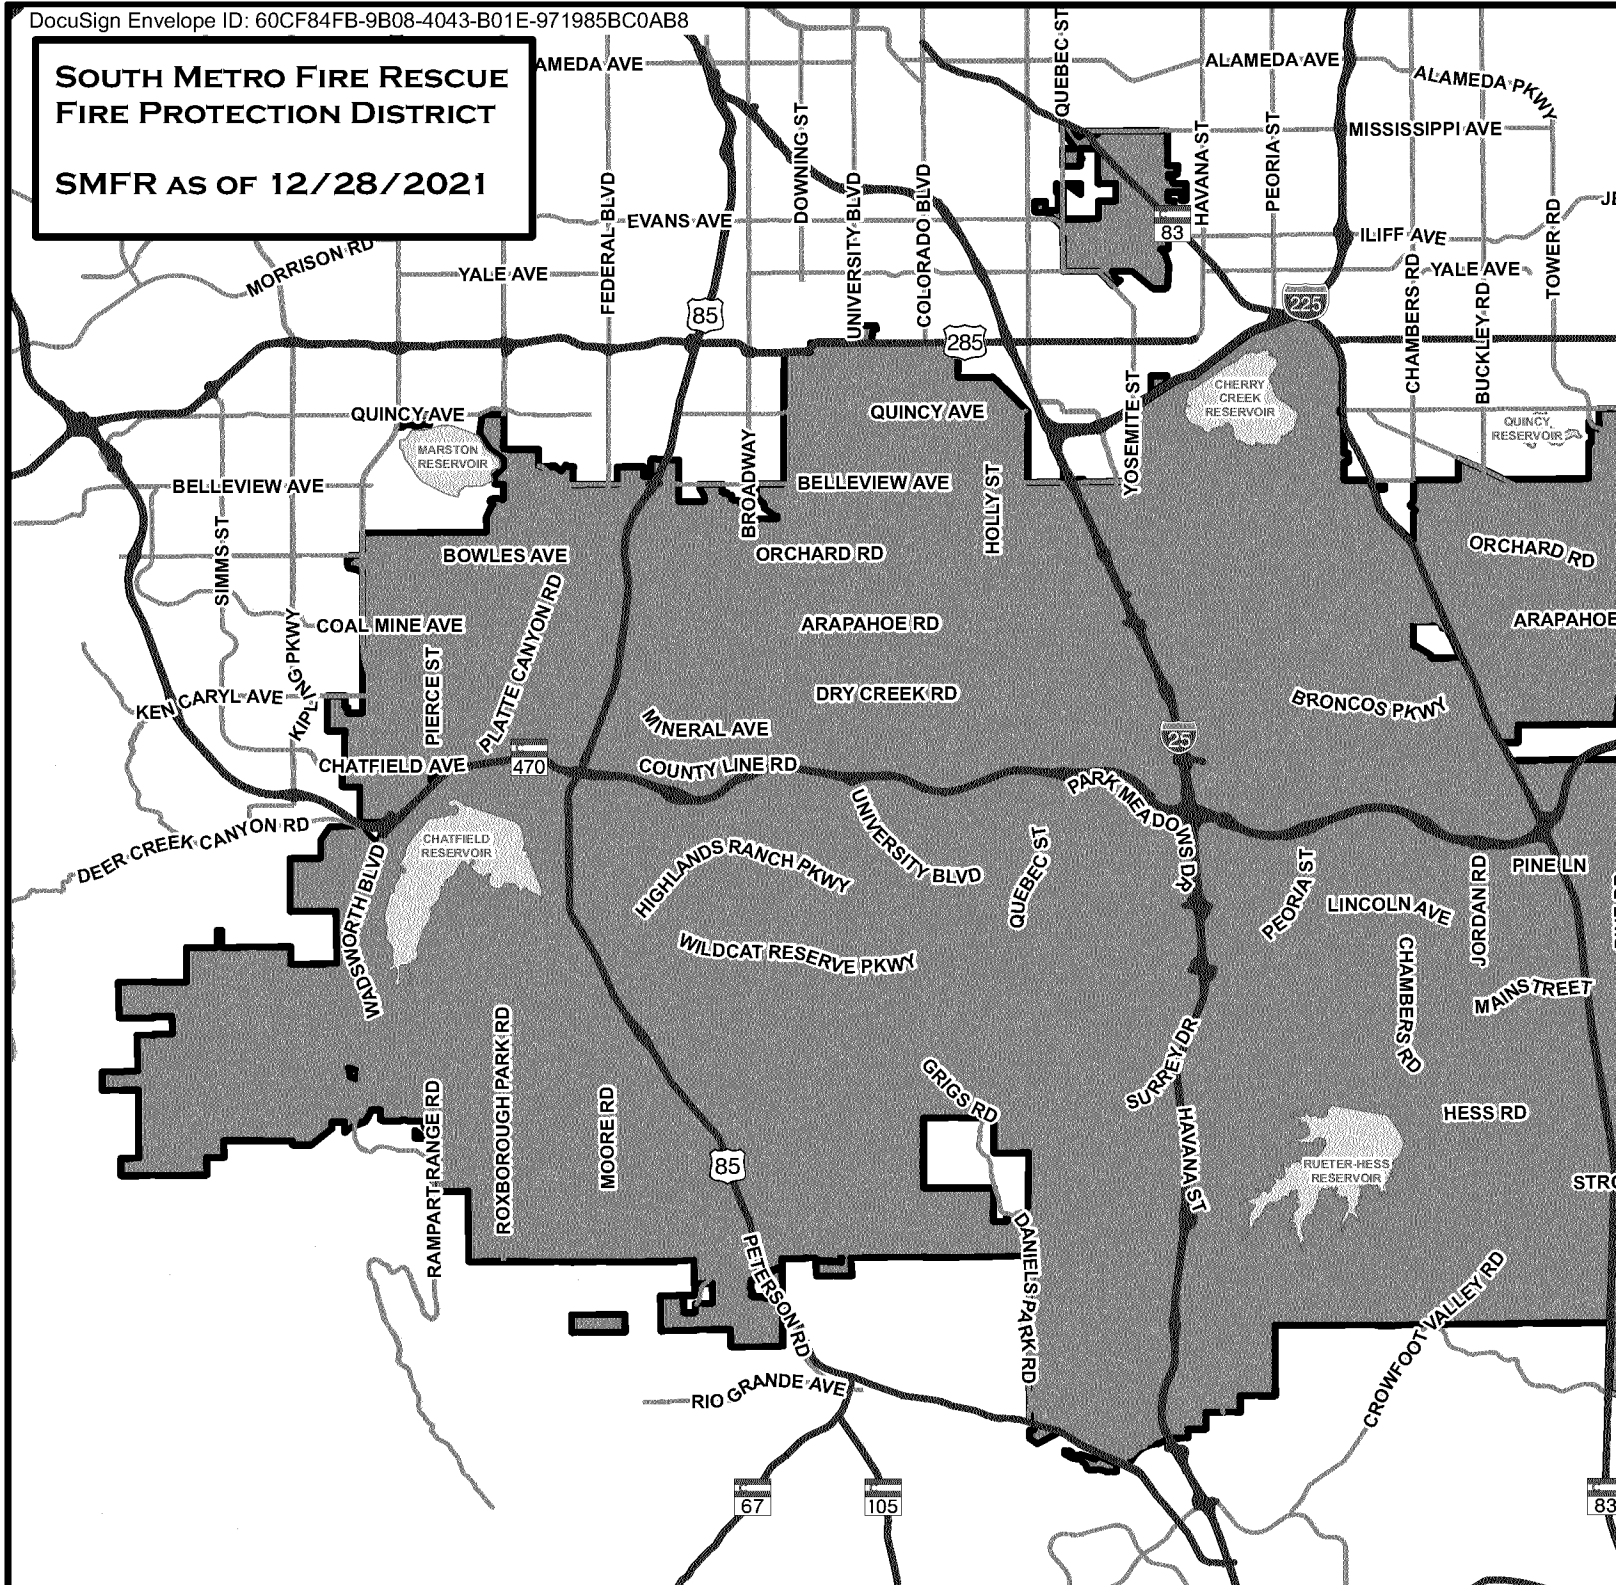 DocuSign Envelope ID: 60CF84FB-9B08-4043-B01E-971985BC0AB8
SOUTH METRO FIRE RESCUE
FIRE PROTECTION DISTRICT
SMFR AS OF 12/28/2021
AMEDA AVE
ALAMEDA AVE
ALAMEDA PKWY
QUEBEC ST
MISSISSIPPI AVE
DOWNING ST
HAVANA ST
PEORIA ST
FEDERAL BLVD
UNIVERSITY BLVD
COLORADO BLVD
EVANS AVE
83
ILIFF AVE
TOWER RD
JE
MORRISON RD
YALE AVE
YALE AVE
CHAMBERS RD
BUCKLEY RD
85
225
285
QUINCY AVE
QUINCY AVE
CHERRY
CREEK
RESERVOIR
YOSEMITE ST
QUINCY
RESERVOIR
MARSTON
RESERVOIR
BROADWAY
BELLEVIEW AVE
BELLEVIEW AVE
HOLLY ST
SIMMS ST
BOWLES AVE
ORCHARD RD
ORCHARD RD
PLATTE CANYON RD
KIPLING PKWY
COAL MINE AVE
ARAPAHOE RD
ARAPAHOE
PIERCE ST
KEN CARYL AVE
DRY CREEK RD
BRONCOS PKWY
MINERAL AVE
25
CHATFIELD AVE
470
COUNTY LINE RD
PARK MEADOWS DR
DEER CREEK CANYON RD
CHATFIELD
RESERVOIR
UNIVERSITY BLVD
HIGHLANDS RANCH PKWY
QUEBEC ST
PEORIA ST
JORDAN RD
PINE LN
WADSWORTH BLVD
LINCOLN AVE
WILDCAT RESERVE PKWY
CHAMBERS RD
MAINSTREET
ROXBOROUGH PARK RD
SURREY DR
RAMPART RANGE RD
MOORE RD
GRIGS RD
HESS RD
HAVANA ST
85
RUETER-HESS
RESERVOIR
STRO
DANIELS PARK RD
PETERSON RD
CROWFOOT VALLEY RD
RIO GRANDE AVE
67
105
83